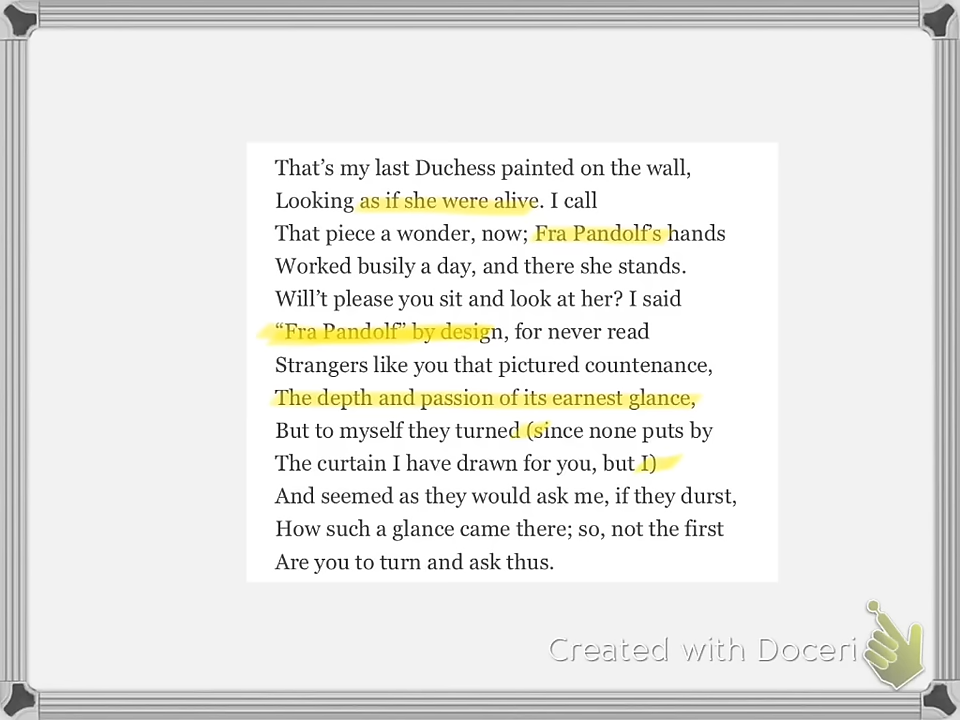 That’s my last Duchess painted on the wall,
Looking as if she were alive. I call
That piece a wonder, now; Fra Pandolf’s hands
Worked busily a day, and there she stands.
Will’t please you sit and look at her? I said
“Fra Pandolf” by design, for never read
Strangers like you that pictured countenance,
The depth and passion of its earnest glance,
But to myself they turned (since none puts by
The curtain I have drawn for you, but I)
And seemed as they would ask me, if they durst,
How such a glance came there; so, not the first
Are you to turn and ask thus.
Created with Doceri